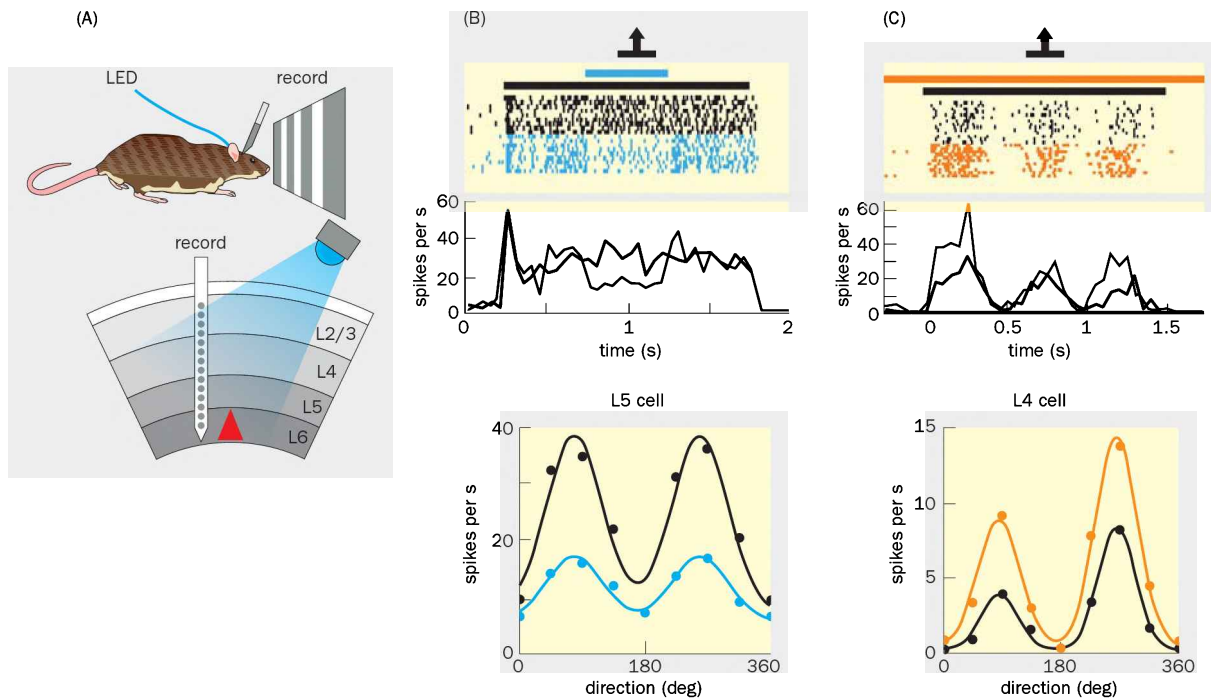 (A)
LED
record
record
L2/3
L4
L5
L6
(B)
spikes per s
60
40
20
0
0
1
2
time (s)
L5 cell
spikes per s
40
20
0
0
180
360
direction (deg)
(C)
spikes per s
60
40
20
0
0
0.5
1
1.5
time (s)
L4 cell
spikes per s
15
10
5
0
0
180
360
direction (deg)